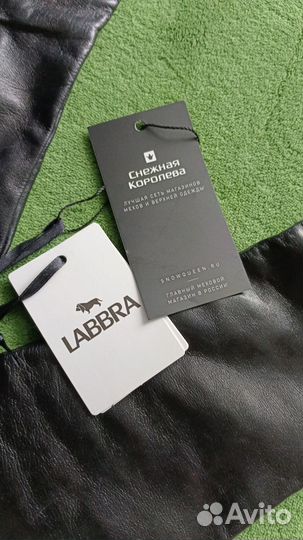 Снежная
Королева
ЛУЧШАЯ СЕТЬ МАГАЗИНОВ
МЕХОВ И ВЕРХНЕЙ ОДЕЖДЫ
SNOWQUEEN.RU
ГЛАВНЫЙ МЕХОВОЙ
МАГАЗИН В РОССИИ
LABBRA
Avito